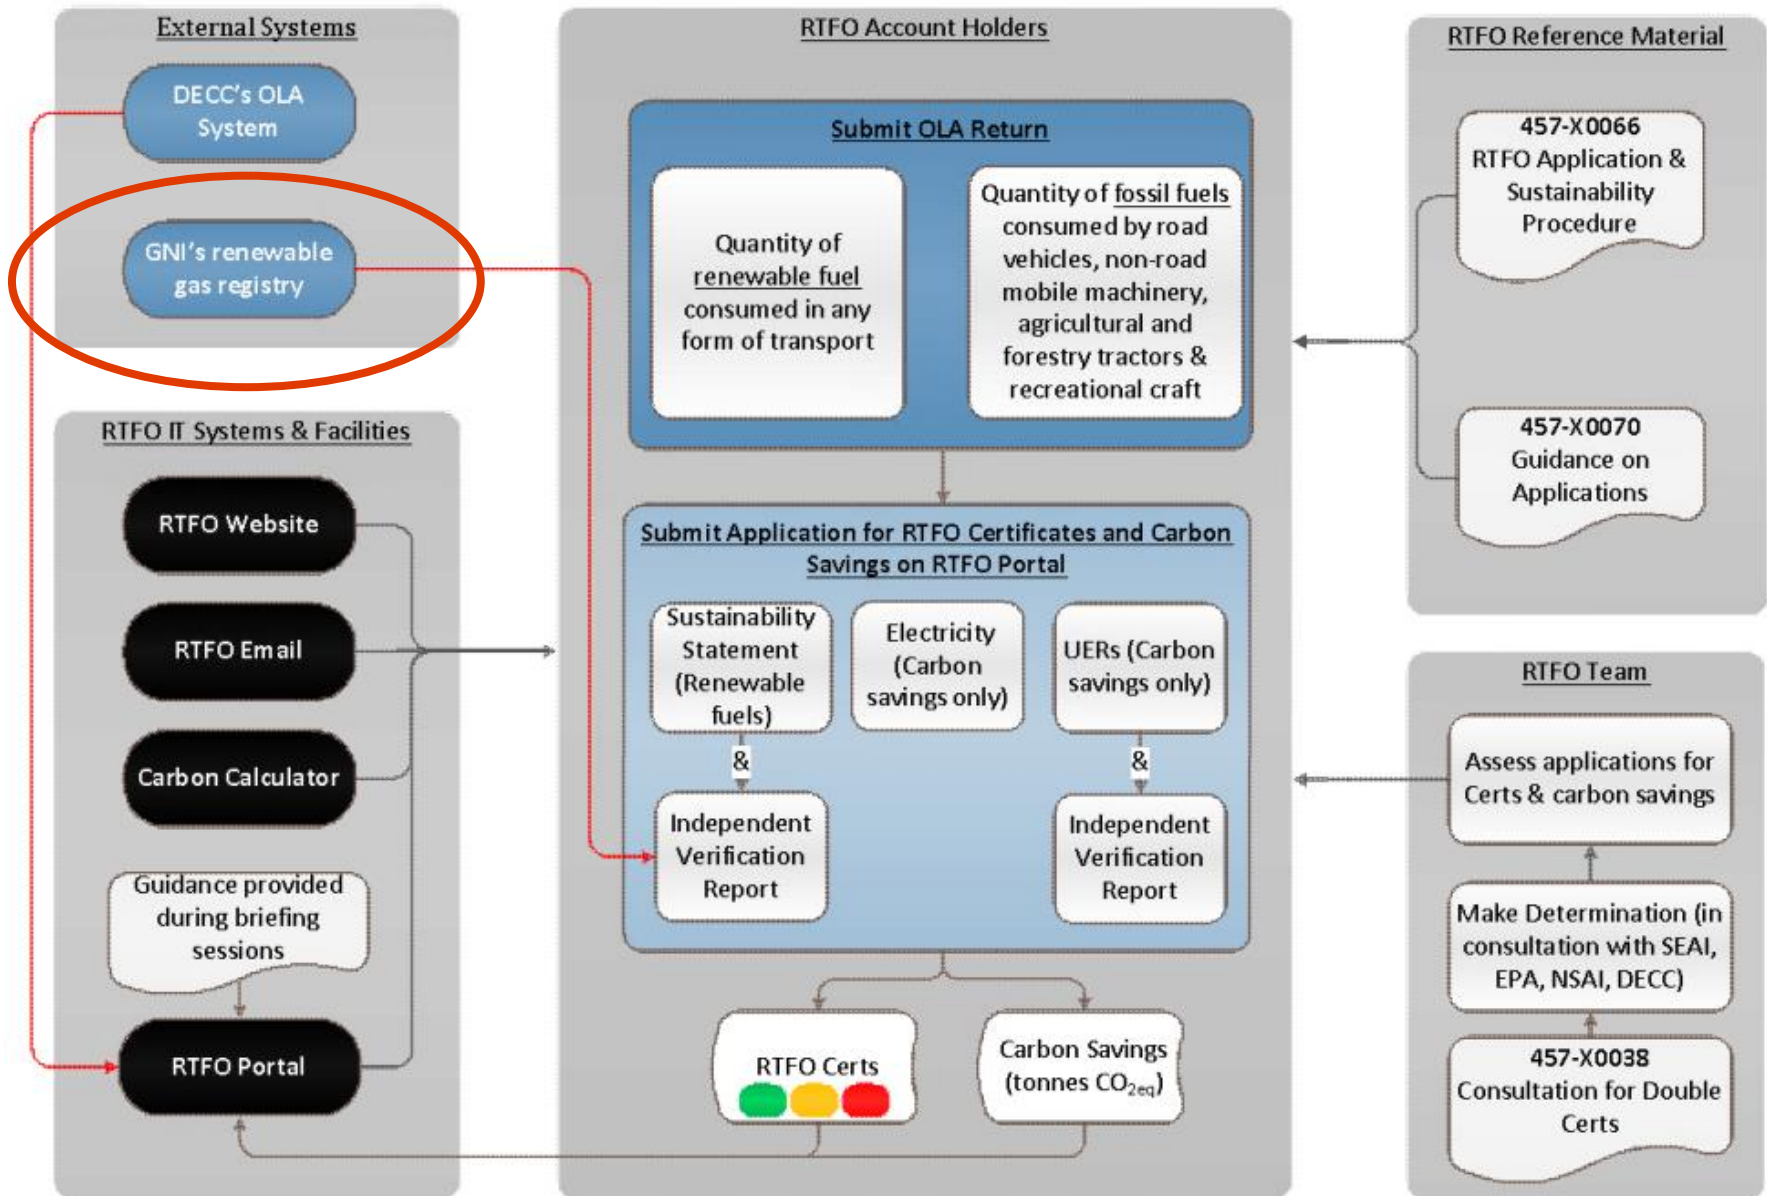 External Systems
DECC's OLA
System
GNI's renewable
gas registry
RTFO IT Systems & Facilities
RTFO Website
RTFO Email
Carbon Calculator
Guidance provided
during briefing
sessions
RTFO Portal
RTFO Account Holders
Submit OLA Return
Quantity of
renewable fuel
consumed in any
form of transport
Quantity of fossil fuels
consumed by road
vehicles, non-road
mobile machinery,
agricultural and
forestry tractors &
recreational craft
Submit Application for RTFO Certificates and Carbon
Savings on RTFO Portal
Sustainability
Statement
(Renewable
fuels)
&
Independent
Verification
Report
Electricity
(Carbon
savings only)
UERs (Carbon
savings only)
&
Independent
Verification
Report
RTFO Certs
Carbon Savings
(tonnes CO2eq)
RTFO Reference Material
457-X0066
RTFO Application &
Sustainability
Procedure
457-X0070
Guidance on
Applications
RTFO Team
Assess applications for
Certs & carbon savings
Make Determination (in
consultation with SEAI,
EPA, NSAI, DECC)
457-X0038
Consultation for Double
Certs